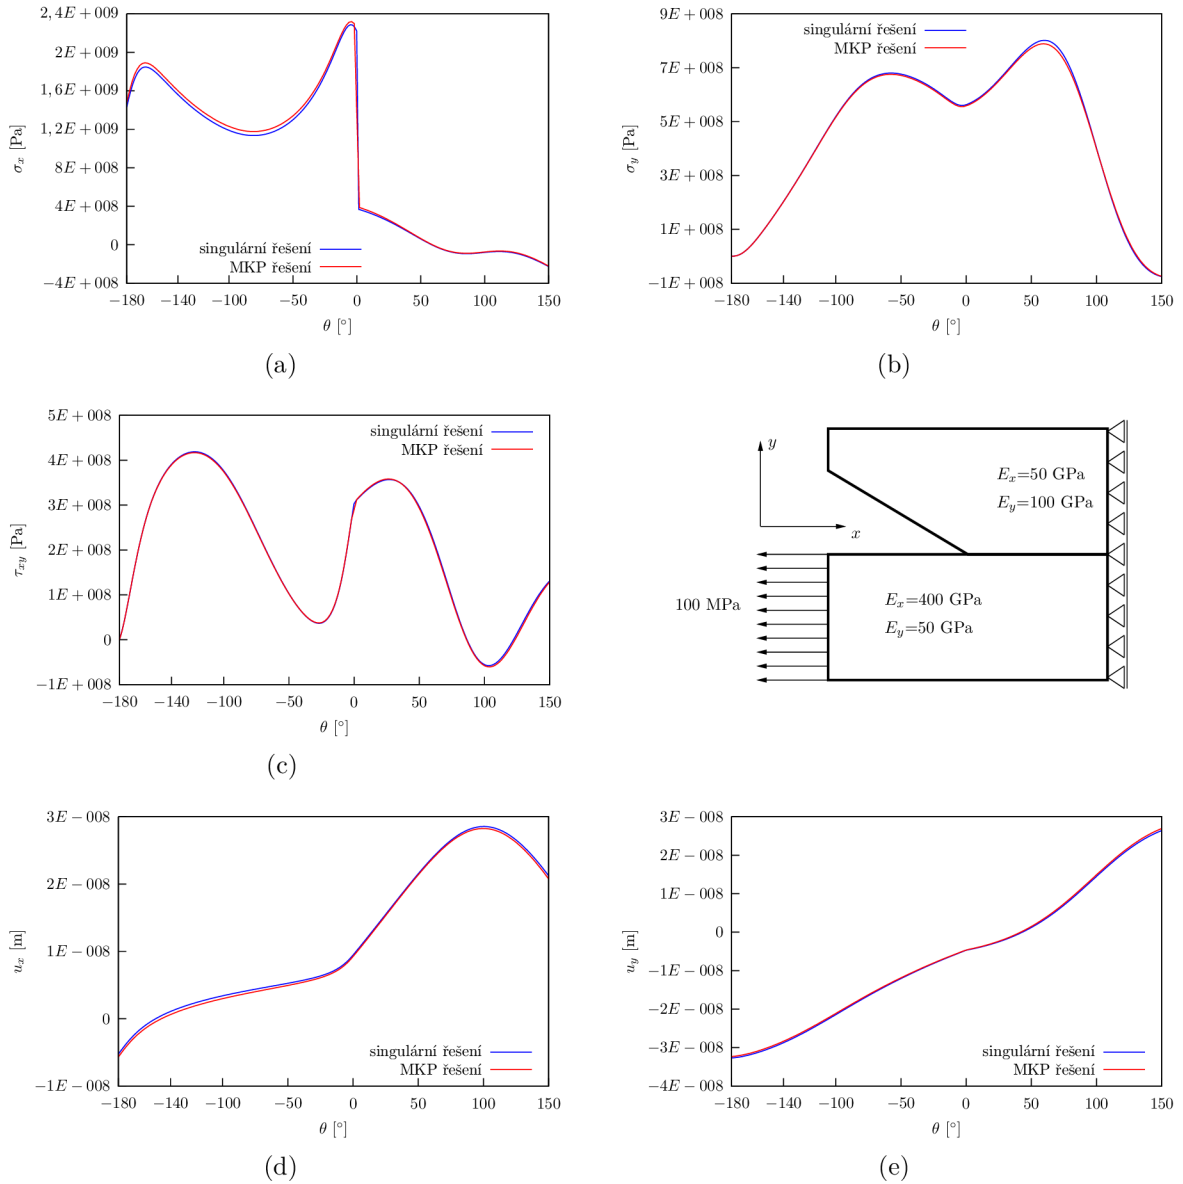 2,4E + 009
2E + 009
1,6E + 009
1,2E + 009
8E + 008
4E + 008
0
−4E + 008
σx [Pa]
singulární řešení
MKP řešení
−180 −140 −100 −50 0 50 100 150
θ [°]
(a)
9E + 008
7E + 008
5E + 008
3E + 008
1E + 008
−1E + 008
σy [Pa]
singulární řešení
MKP řešení
−180 −140 −100 −50 0 50 100 150
θ [°]
(b)
5E + 008
4E + 008
3E + 008
2E + 008
1E + 008
0
−1E + 008
τxy [Pa]
singulární řešení
MKP řešení
−180 −140 −100 −50 0 50 100 150
θ [°]
(c)
y
x
Ex=50 GPa
Ey=100 GPa
100 MPa
Ex=400 GPa
Ey=50 GPa
3E − 008
2E − 008
1E − 008
0
−1E − 008
ux [m]
singulární řešení
MKP řešení
−180 −140 −100 −50 0 50 100 150
θ [°]
(d)
3E − 008
2E − 008
1E − 008
0
−1E − 008
−2E − 008
−3E − 008
−4E − 008
uy [m]
singulární řešení
MKP řešení
−180 −140 −100 −50 0 50 100 150
θ [°]
(e)